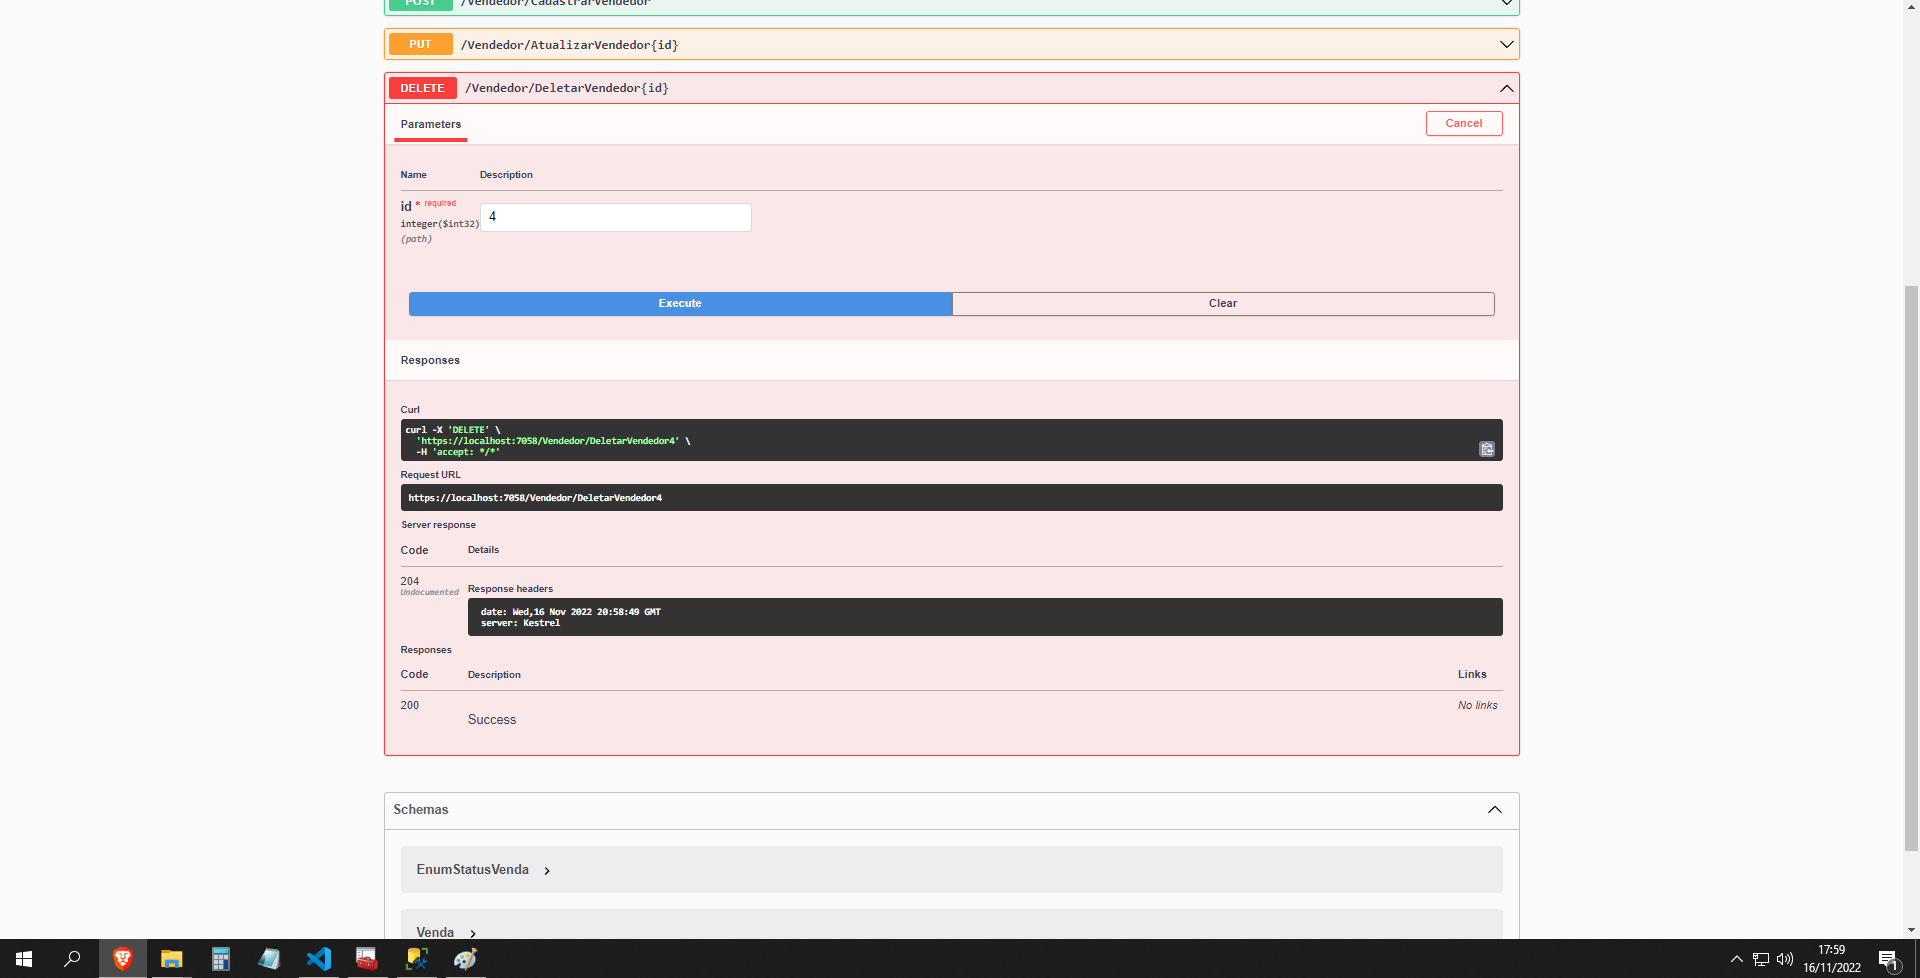 POST /Vendedor/CadastrarVendedor
PUT /Vendedor/AtualizarVendedor{id}
DELETE /Vendedor/DeletarVendedor{id}
Parameters
Cancel
Name Description
id * required
integer($int32)
(path)
4
Execute
Clear
Responses
Curl
curl -X 'DELETE' \
'https://localhost:7058/Vendedor/DeletarVendedor4' \
-H 'accept: */*'
Request URL
https://localhost:7058/Vendedor/DeletarVendedor4
Server response
Code Details
204
Undocumented
Response headers
date: Wed,16 Nov 2022 20:58:49 GMT
server: Kestrel
Responses
Code Description Links
200
Success
No links
Schemas
EnumStatusVenda
Venda
17:59
16/11/2022
1